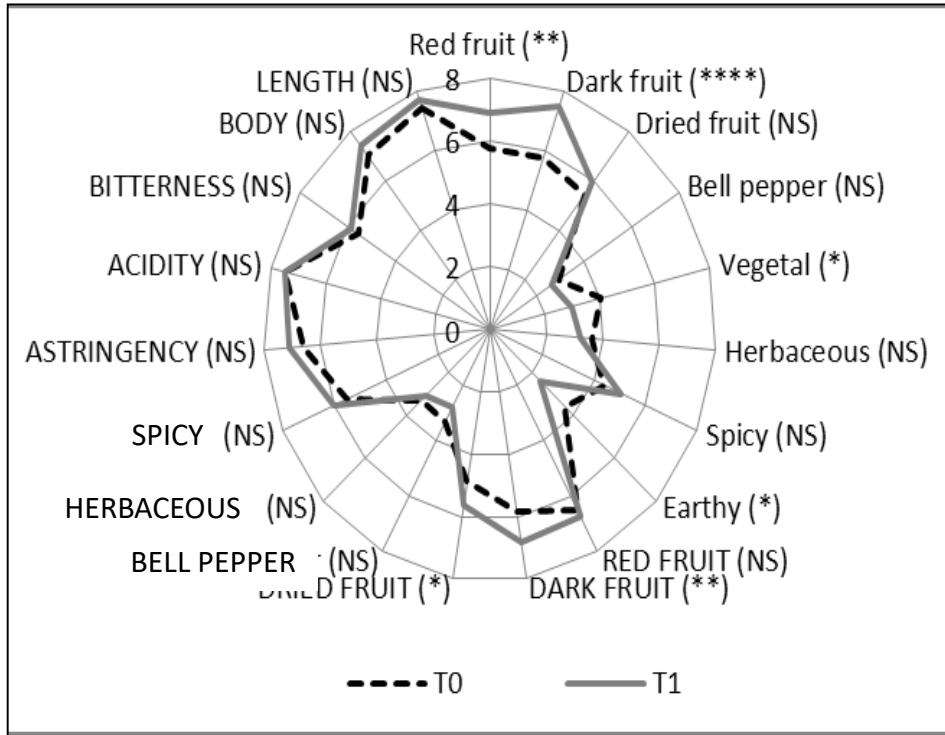 Red fruit (**)
LENGTH (NS)
Dark fruit (****)
BODY (NS)
Dried fruit (NS)
BITTERNESS (NS)
Bell pepper (NS)
ACIDITY (NS)
Vegetal (*)
ASTRINGENCY (NS)
Herbaceous (NS)
SPICY (NS)
Spicy (NS)
HERBACEOUS (NS)
Earthy (*)
BELL PEPPER (NS)
RED FRUIT (NS)
DRIED FRUIT (*)
DARK FRUIT (**)
8
6
4
2
0
T0
T1